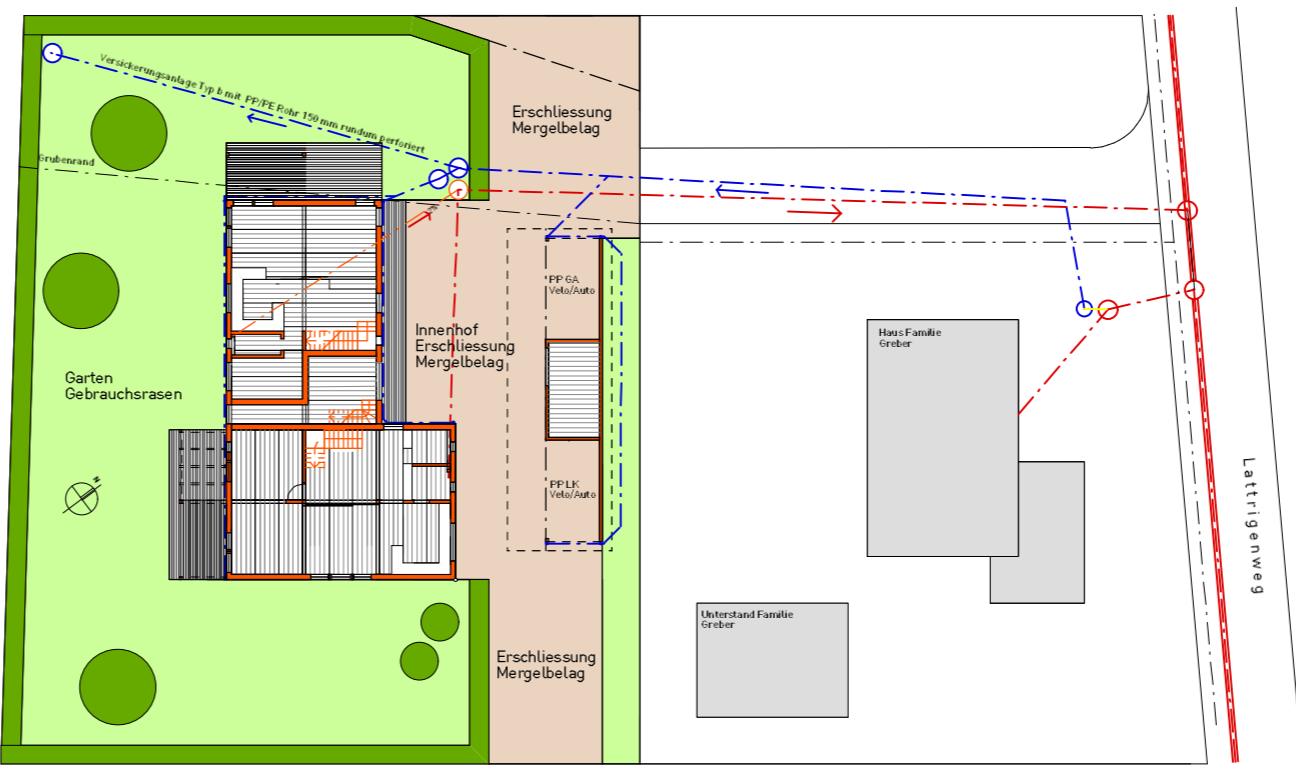 Versickerungsanlage Typ b mit PP/PE Rohr 150 mm rundum perforiert
Erschliessung
Mergelbelag
Grubenrand
PP GA
Velo/Auto
Innenhof
Erschliessung
Mergelbelag
Haus Familie
Greber
Garten
Gebrauchsrasen
N
PP LK
Velo/Auto
Lattrigenweg
Unterstand Familie
Greber
Erschliessung
Mergelbelag